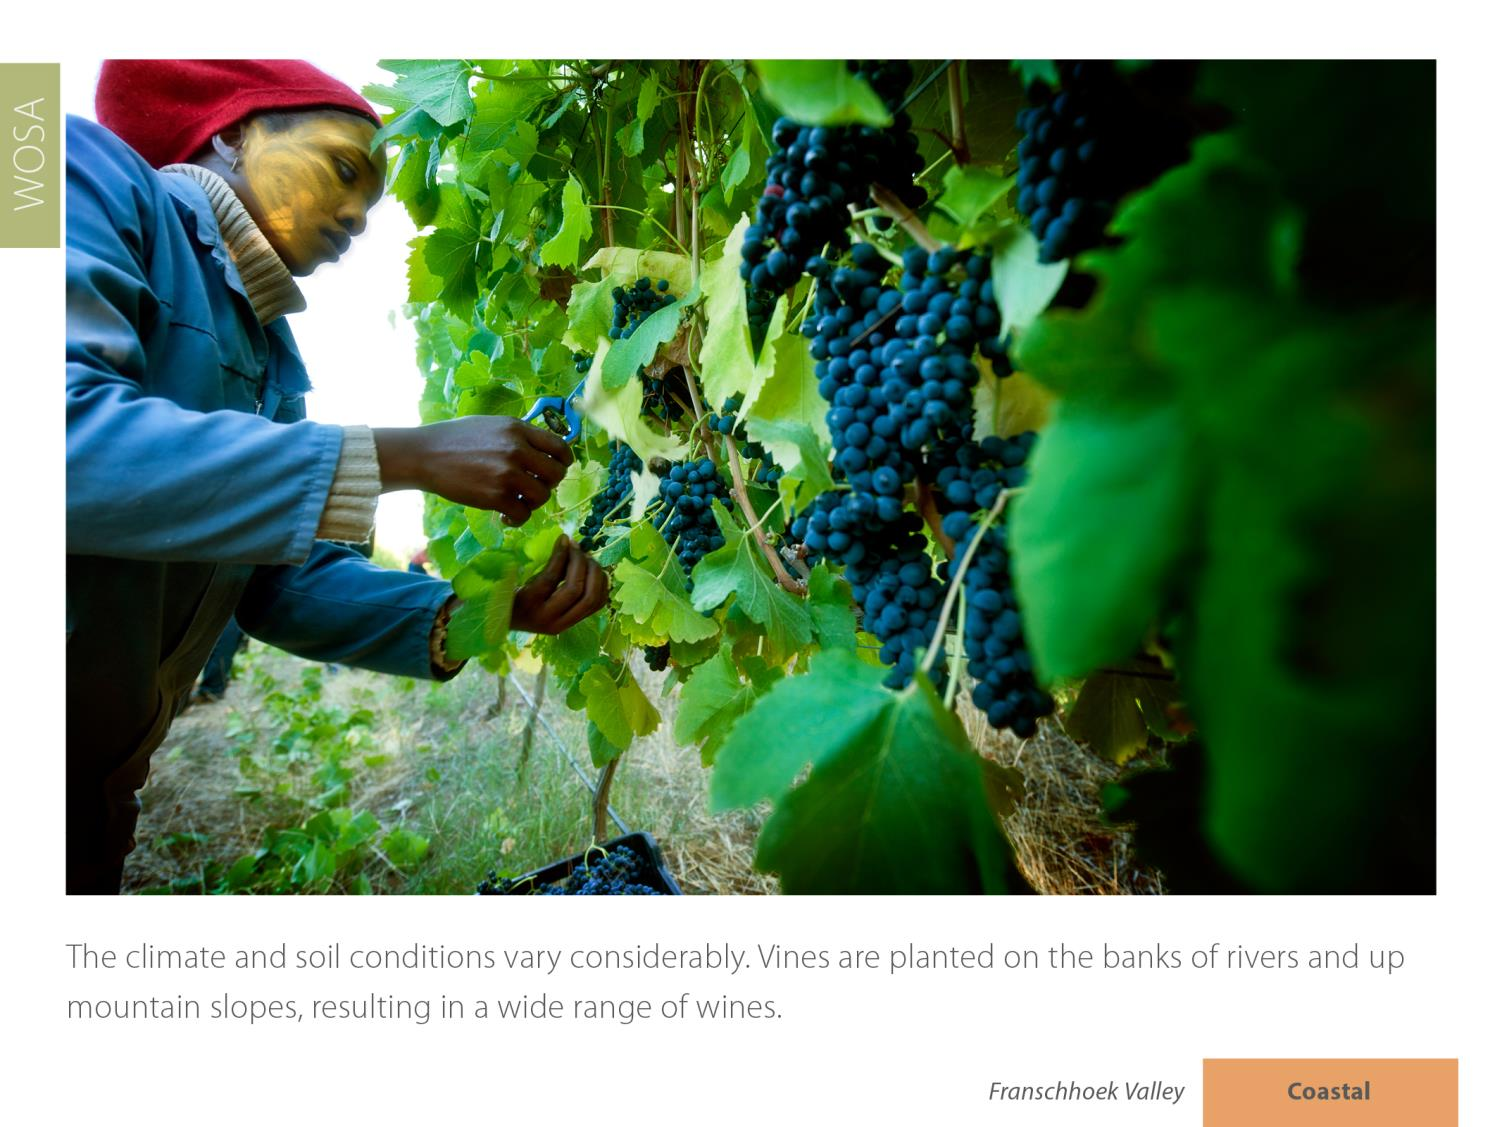 WOSA
The climate and soil conditions vary considerably. Vines are planted on the banks of rivers and up
mountain slopes, resulting in a wide range of wines.
Franschhoek Valley
Coastal